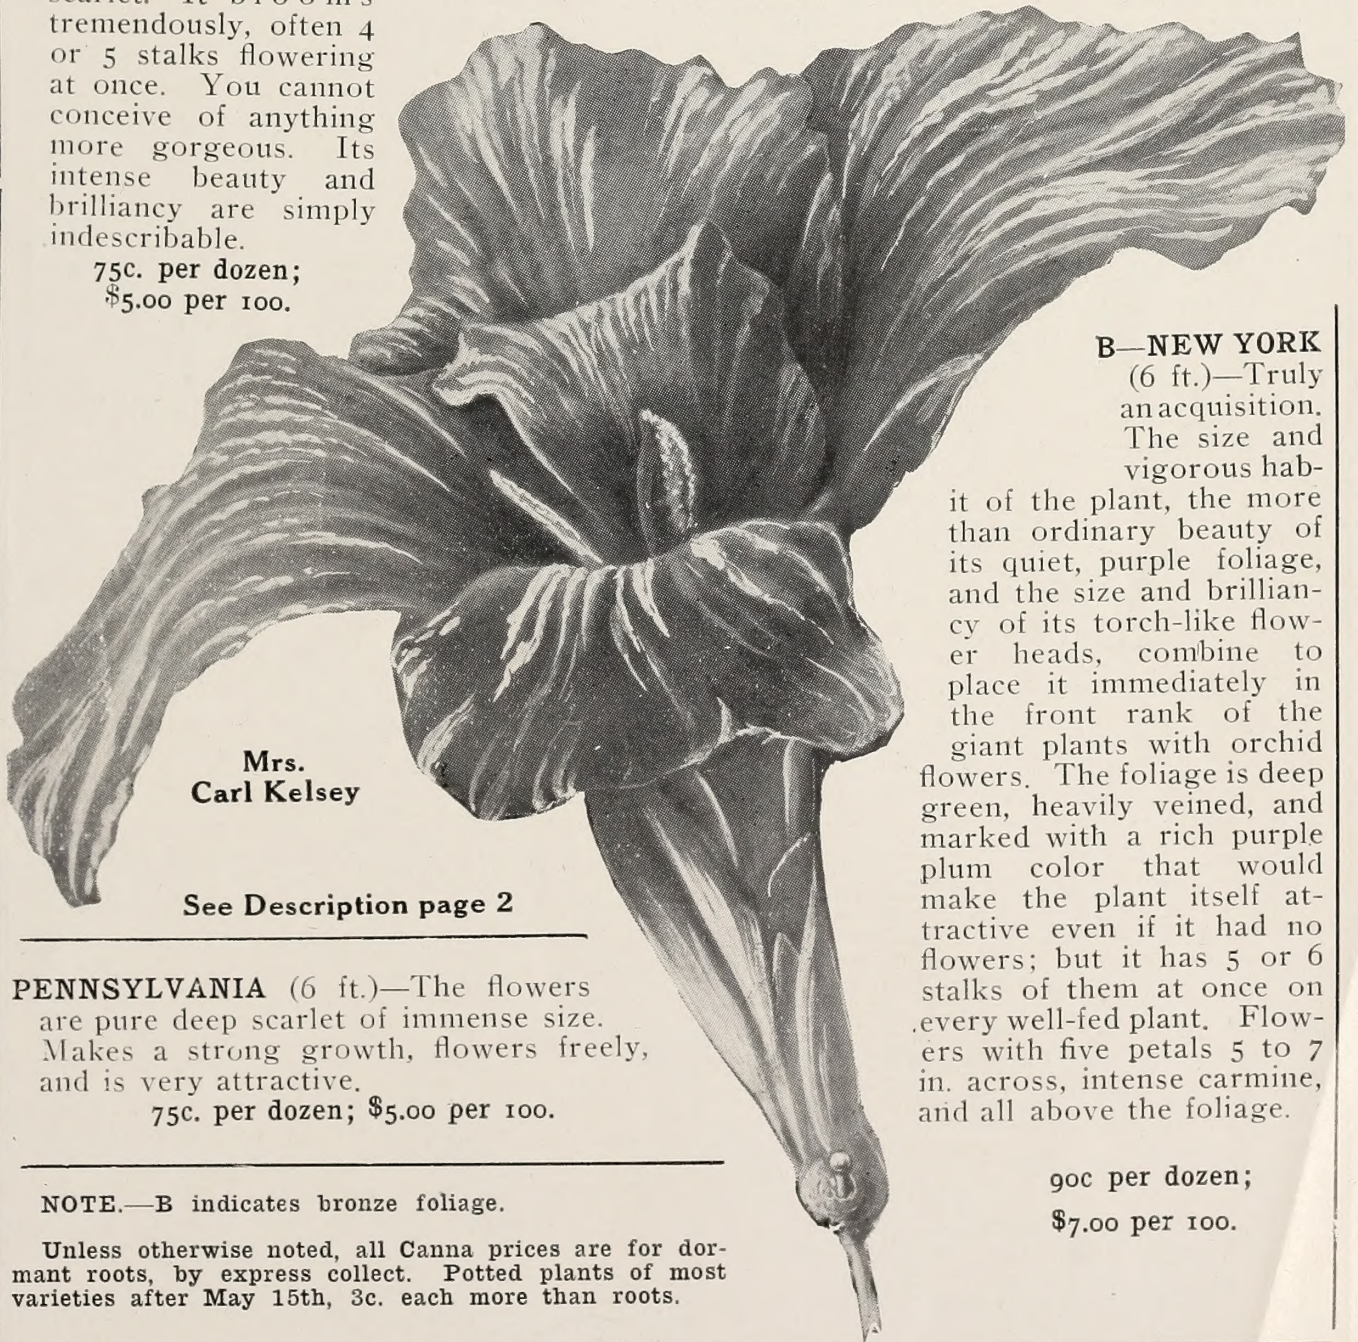 scarlet. It blooms
tremendously, often 4
or 5 stalks flowering
at once. You cannot
conceive of anything
more gorgeous. Its
intense beauty and
brilliancy are simply
indescribable.
75c. per dozen;
$5.00 per 100.
Mrs.
Carl Kelsey
See Description page 2
PENNSYLVANIA (6 ft.)—The flowers
are pure deep scarlet of immense size.
Makes a strong growth, flowers freely,
and is very attractive.
75c. per dozen; $5.00 per 100.
NOTE.—B indicates bronze foliage.
Unless otherwise noted, all Canna prices are for dor-
mant roots, by express collect. Potted plants of most
varieties after May 15th, 3c. each more than roots.
B—NEW YORK
(6 ft.)—Truly
an acquisition.
The size and
vigorous hab-
it of the plant, the more
than ordinary beauty of
its quiet, purple foliage,
and the size and brillian-
cy of its torch-like flow-
er heads, combine to
place it immediately in
the front rank of the
giant plants with orchid
flowers. The foliage is deep
green, heavily veined, and
marked with a rich purple
plum color that would
make the plant itself at-
tractive even if it had no
flowers; but it has 5 or 6
stalks of them at once on
every well-fed plant. Flow-
ers with five petals 5 to 7
in. across, intense carmine,
and all above the foliage.
90c per dozen;
$7.00 per 100.